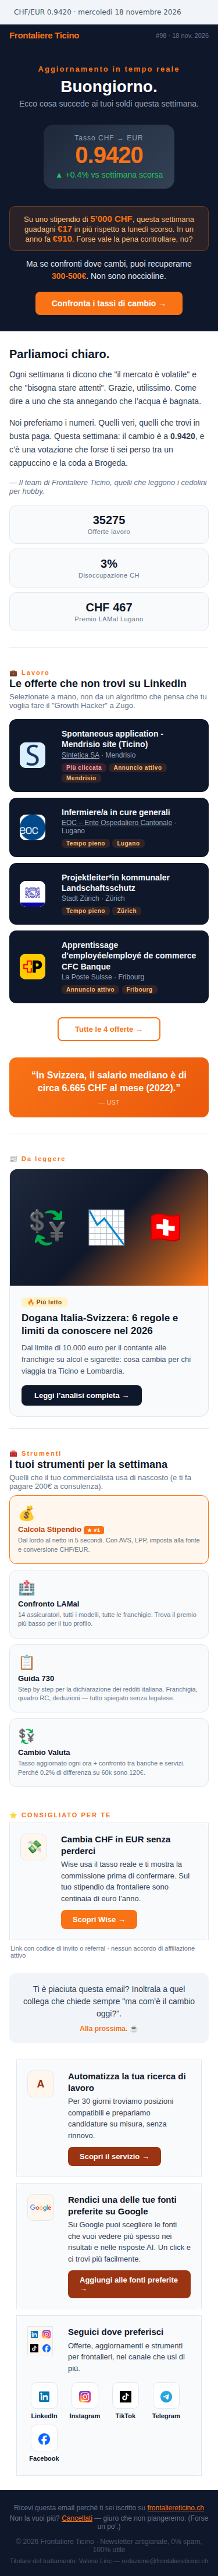 CHF/EUR 0.9420 · mercoledì 18 novembre 2026
Frontaliere Ticino
#98 · 18 nov. 2026
Aggiornamento in tempo reale
Buongiorno.
Ecco cosa succede ai tuoi soldi questa settimana.
Tasso CHF → EUR
0.9420
▲ +0.4% vs settimana scorsa
Su uno stipendio di 5'000 CHF, questa settimana
guadagni €17 in più rispetto a lunedì scorso. In un
anno fa €910. Forse vale la pena controllare, no?
Ma se confronti dove cambi, puoi recuperarne
300-500€. Non sono noccioline.
Confronta i tassi di cambio →
Parliamoci chiaro.
Ogni settimana ti dicono che "il mercato è volatile" e
che "bisogna stare attenti". Grazie, utilissimo. Come
dire a uno che sta annegando che l'acqua è bagnata.
Noi preferiamo i numeri. Quelli veri, quelli che trovi in
busta paga. Questa settimana: il cambio è a 0.9420, e
c'è una votazione che forse ti sei perso tra un
cappuccino e la coda a Brogeda.
— Il team di Frontaliere Ticino, quelli che leggono i cedolini
per hobby.
35275
Offerte lavoro
3%
Disoccupazione CH
CHF 467
Premio LAMal Lugano
💼 Lavoro
Le offerte che non trovi su LinkedIn
Selezionate a mano, non da un algoritmo che pensa che tu
voglia fare il "Growth Hacker" a Zugo.
Spontaneous application -
Mendrisio site (Ticino)
Sintetica SA · Mendrisio
Più cliccata
Annuncio attivo
Mendrisio
Infermiere/a in cure generali
EOC – Ente Ospedaliero Cantonale ·
Lugano
Tempo pieno
Lugano
Projektleiter*in kommunaler
Landschaftsschutz
Stadt Zürich · Zürich
Tempo pieno
Zürich
Apprentissage
d'employée/employé de commerce
CFC Banque
La Poste Suisse · Fribourg
Annuncio attivo
Fribourg
Tutte le 4 offerte →
“In Svizzera, il salario mediano è di
circa 6.665 CHF al mese (2022).”
— UST
📰 Da leggere
🔥 Più letto
Dogana Italia-Svizzera: 6 regole e
limiti da conoscere nel 2026
Dal limite di 10.000 euro per il contante alle
franchigie su alcol e sigarette: cosa cambia per chi
viaggia tra Ticino e Lombardia.
Leggi l'analisi completa →
🧰 Strumenti
I tuoi strumenti per la settimana
Quelli che il tuo commercialista usa di nascosto (e ti fa
pagare 200€ a consulenza).
Calcola Stipendio ★ #1
Dal lordo al netto in 5 secondi. Con AVS, LPP, imposta alla fonte
e conversione CHF/EUR.
Confronto LAMal
14 assicuratori, tutti i modelli, tutte le franchigie. Trova il premio
più basso per il tuo profilo.
Guida 730
Step by step per la dichiarazione dei redditi italiana. Franchigia,
quadro RC, deduzioni — tutto spiegato senza legalese.
Cambio Valuta
Tasso aggiornato ogni ora + confronto tra banche e servizi.
Perché 0.2% di differenza su 60k sono 120€.
⭐ CONSIGLIATO PER TE
Cambia CHF in EUR senza
perderci
Wise usa il tasso reale e ti mostra la
commissione prima di confermare. Sul
tuo stipendio da frontaliere sono
centinaia di euro l'anno.
Scopri Wise →
Link con codice di invito o referral · nessun accordo di affiliazione
attivo
Ti è piaciuta questa email? Inoltrala a quel
collega che chiede sempre "ma com'è il cambio
oggi?".
Alla prossima. ☕
A
Automatizza la tua ricerca di
lavoro
Per 30 giorni troviamo posizioni
compatibili e prepariamo
candidature su misura, senza
rinnovo.
Scopri il servizio →
Google
Rendici una delle tue fonti
preferite su Google
Su Google puoi scegliere le fonti
che vuoi vedere più spesso nei
risultati e nelle risposte AI. Un click e
ci trovi più facilmente.
Aggiungi alle fonti preferite
→
Seguici dove preferisci
Offerte, aggiornamenti e strumenti
per frontalieri, nel canale che usi di
più.
LinkedIn
Instagram
TikTok
Telegram
Facebook
Ricevi questa email perché ti sei iscritto su frontaliereticino.ch
Non la vuoi più? Cancellati — giuro che non piangeremo. (Forse
un po'.)
© 2026 Frontaliere Ticino · Newsletter artigianale, 0% spam,
100% utile
Titolare del trattamento: Valerie Linc — redazione@frontaliereticino.ch